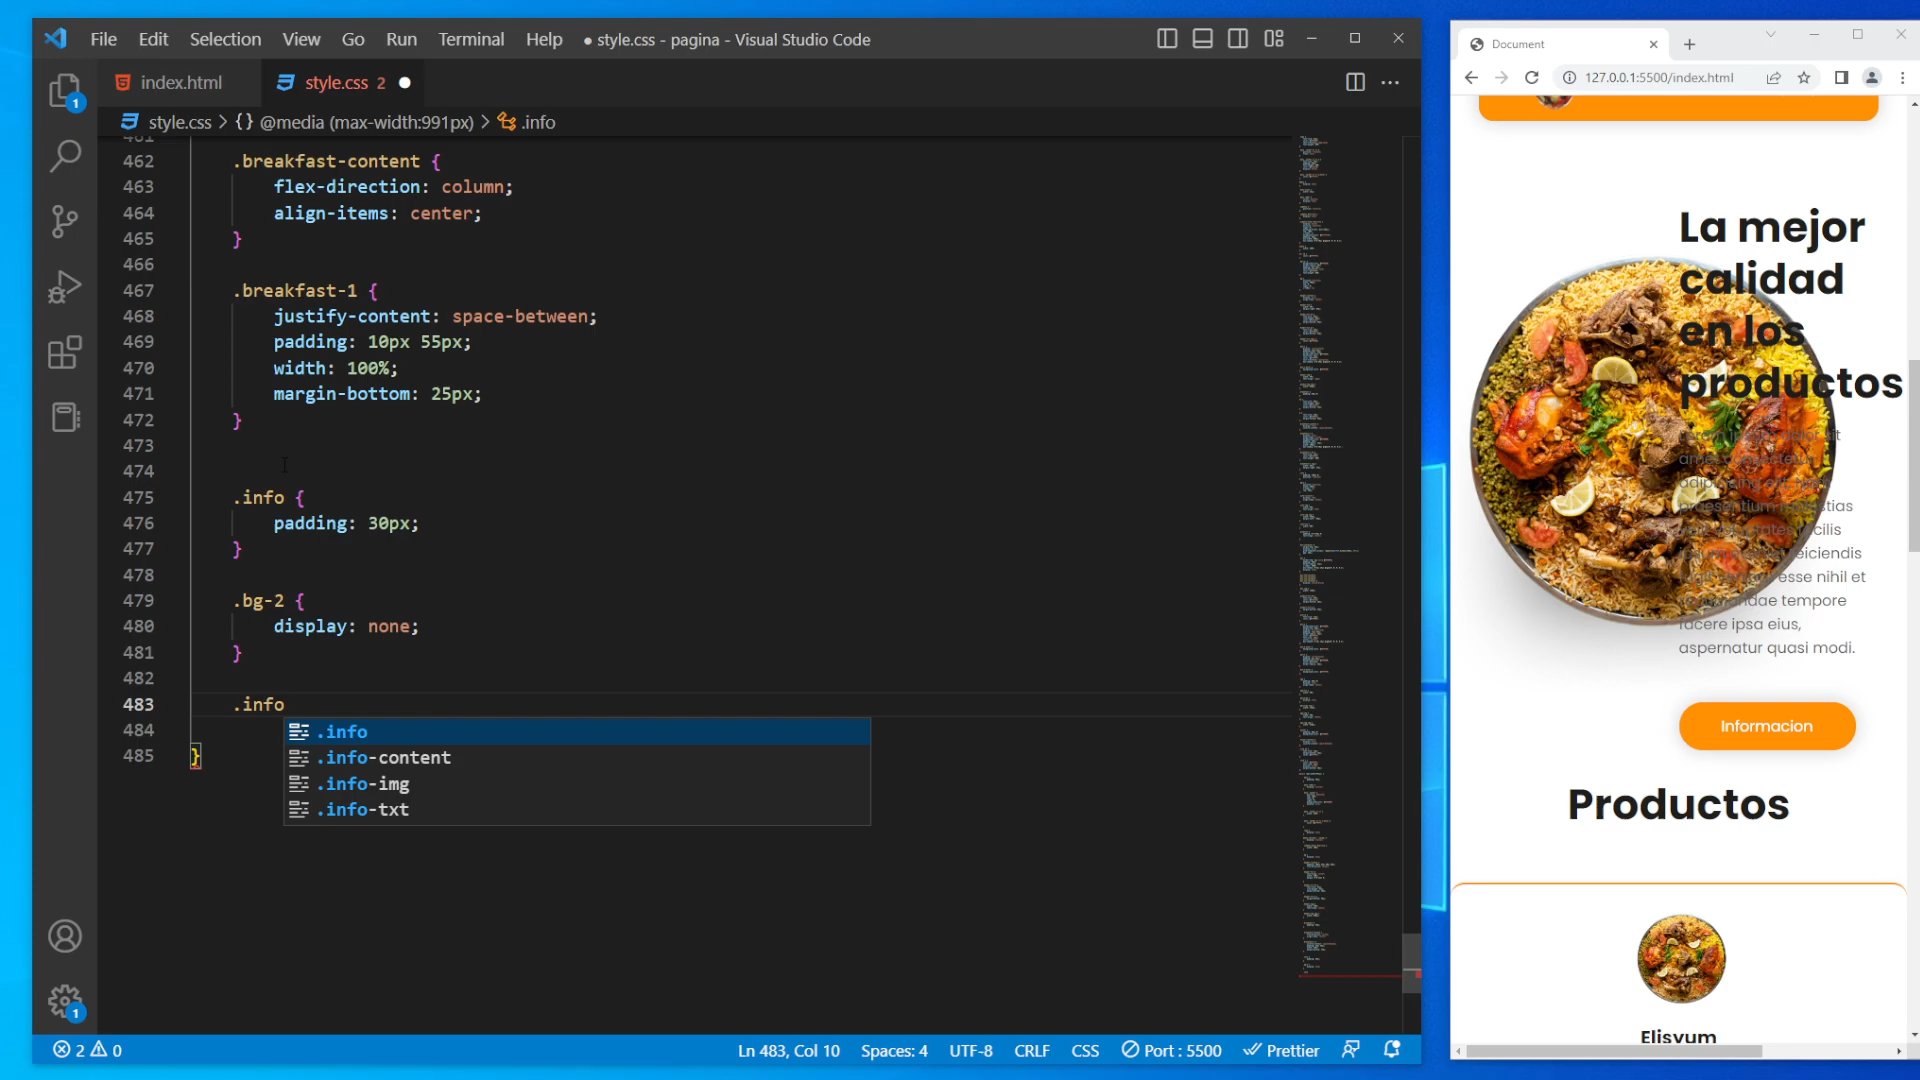 File Edit Selection View Go Run Terminal Help
● style.css - pagina - Visual Studio Code
index.html
style.css 2 ●
style.css > {} @media (max-width:991px) > .info
461
462 .breakfast-content {
463 flex-direction: column;
464 align-items: center;
465 }
466
467 .breakfast-1 {
468 justify-content: space-between;
469 padding: 10px 55px;
470 width: 100%;
471 margin-bottom: 25px;
472 }
473
474
475 .info {
476 padding: 30px;
477 }
478
479 .bg-2 {
480 display: none;
481 }
482
483 .info
484
485 }
.info
.info-content
.info-img
.info-txt
1
1
2 0
Ln 483, Col 10 Spaces: 4 UTF-8 CRLF CSS Port : 5500 Prettier
Document
127.0.0.1:5500/index.html
La mejor
calidad
en los
productos
esse nihil et
tempore
facere ipsa eius,
aspernatur quasi modi.
Informacion
Productos
Elisyum